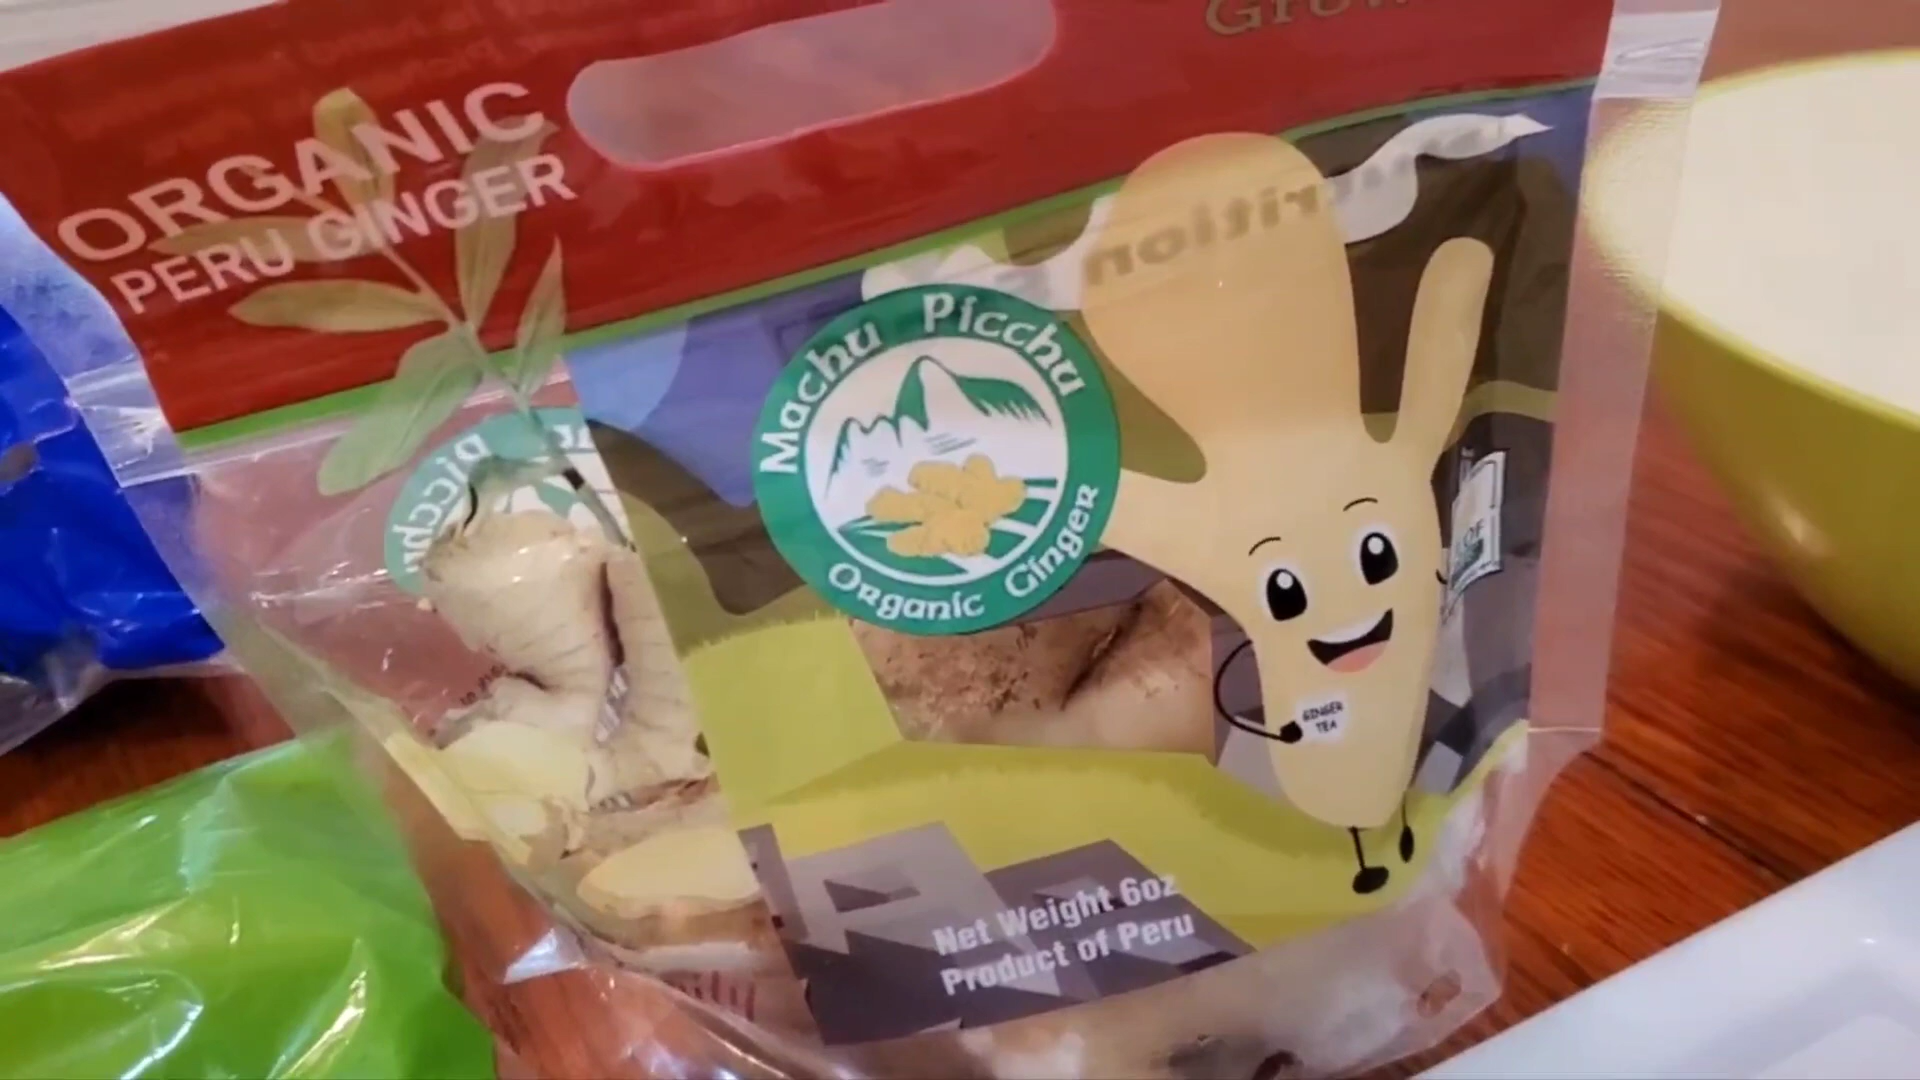 ORGANIC
PERU GINGER
Machu Picchu
Organic Ginger
GINGER
TEA
Net Weight 6oz
Product of Peru